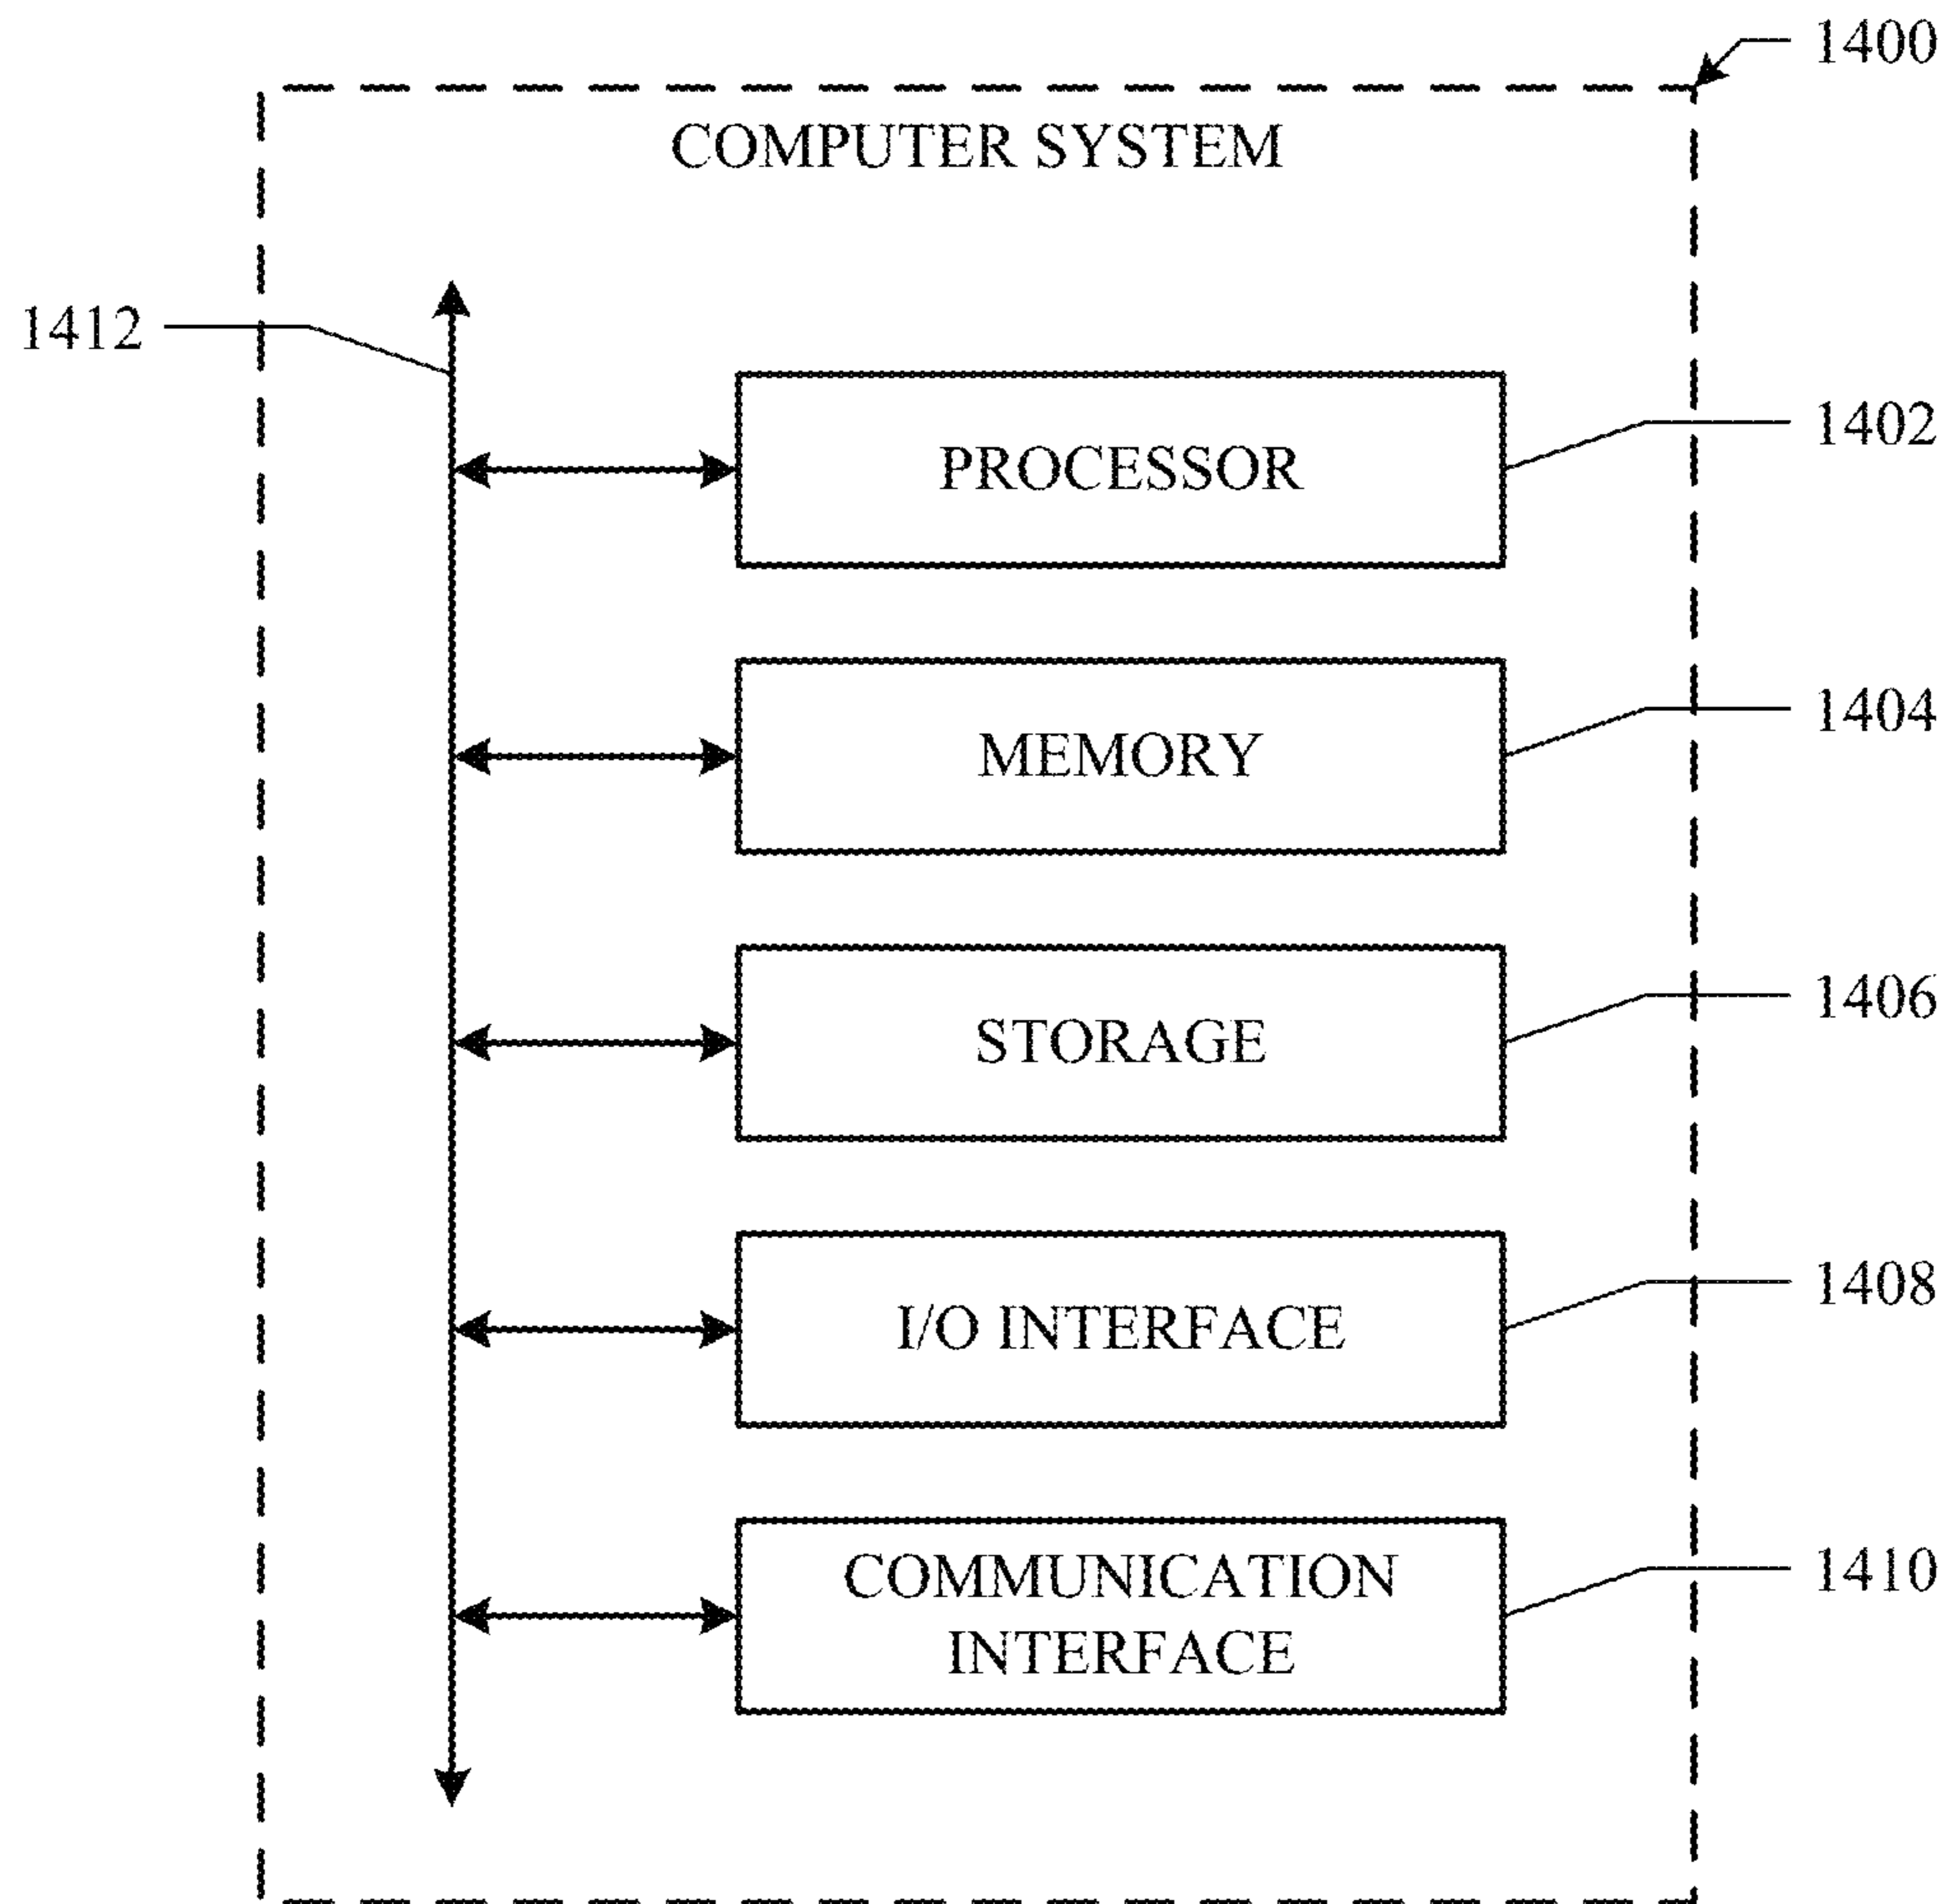 1400
COMPUTER SYSTEM
1412
1402
PROCESSOR
1404
MEMORY
1406
STORAGE
1408
I/O INTERFACE
1410
COMMUNICATION
INTERFACE